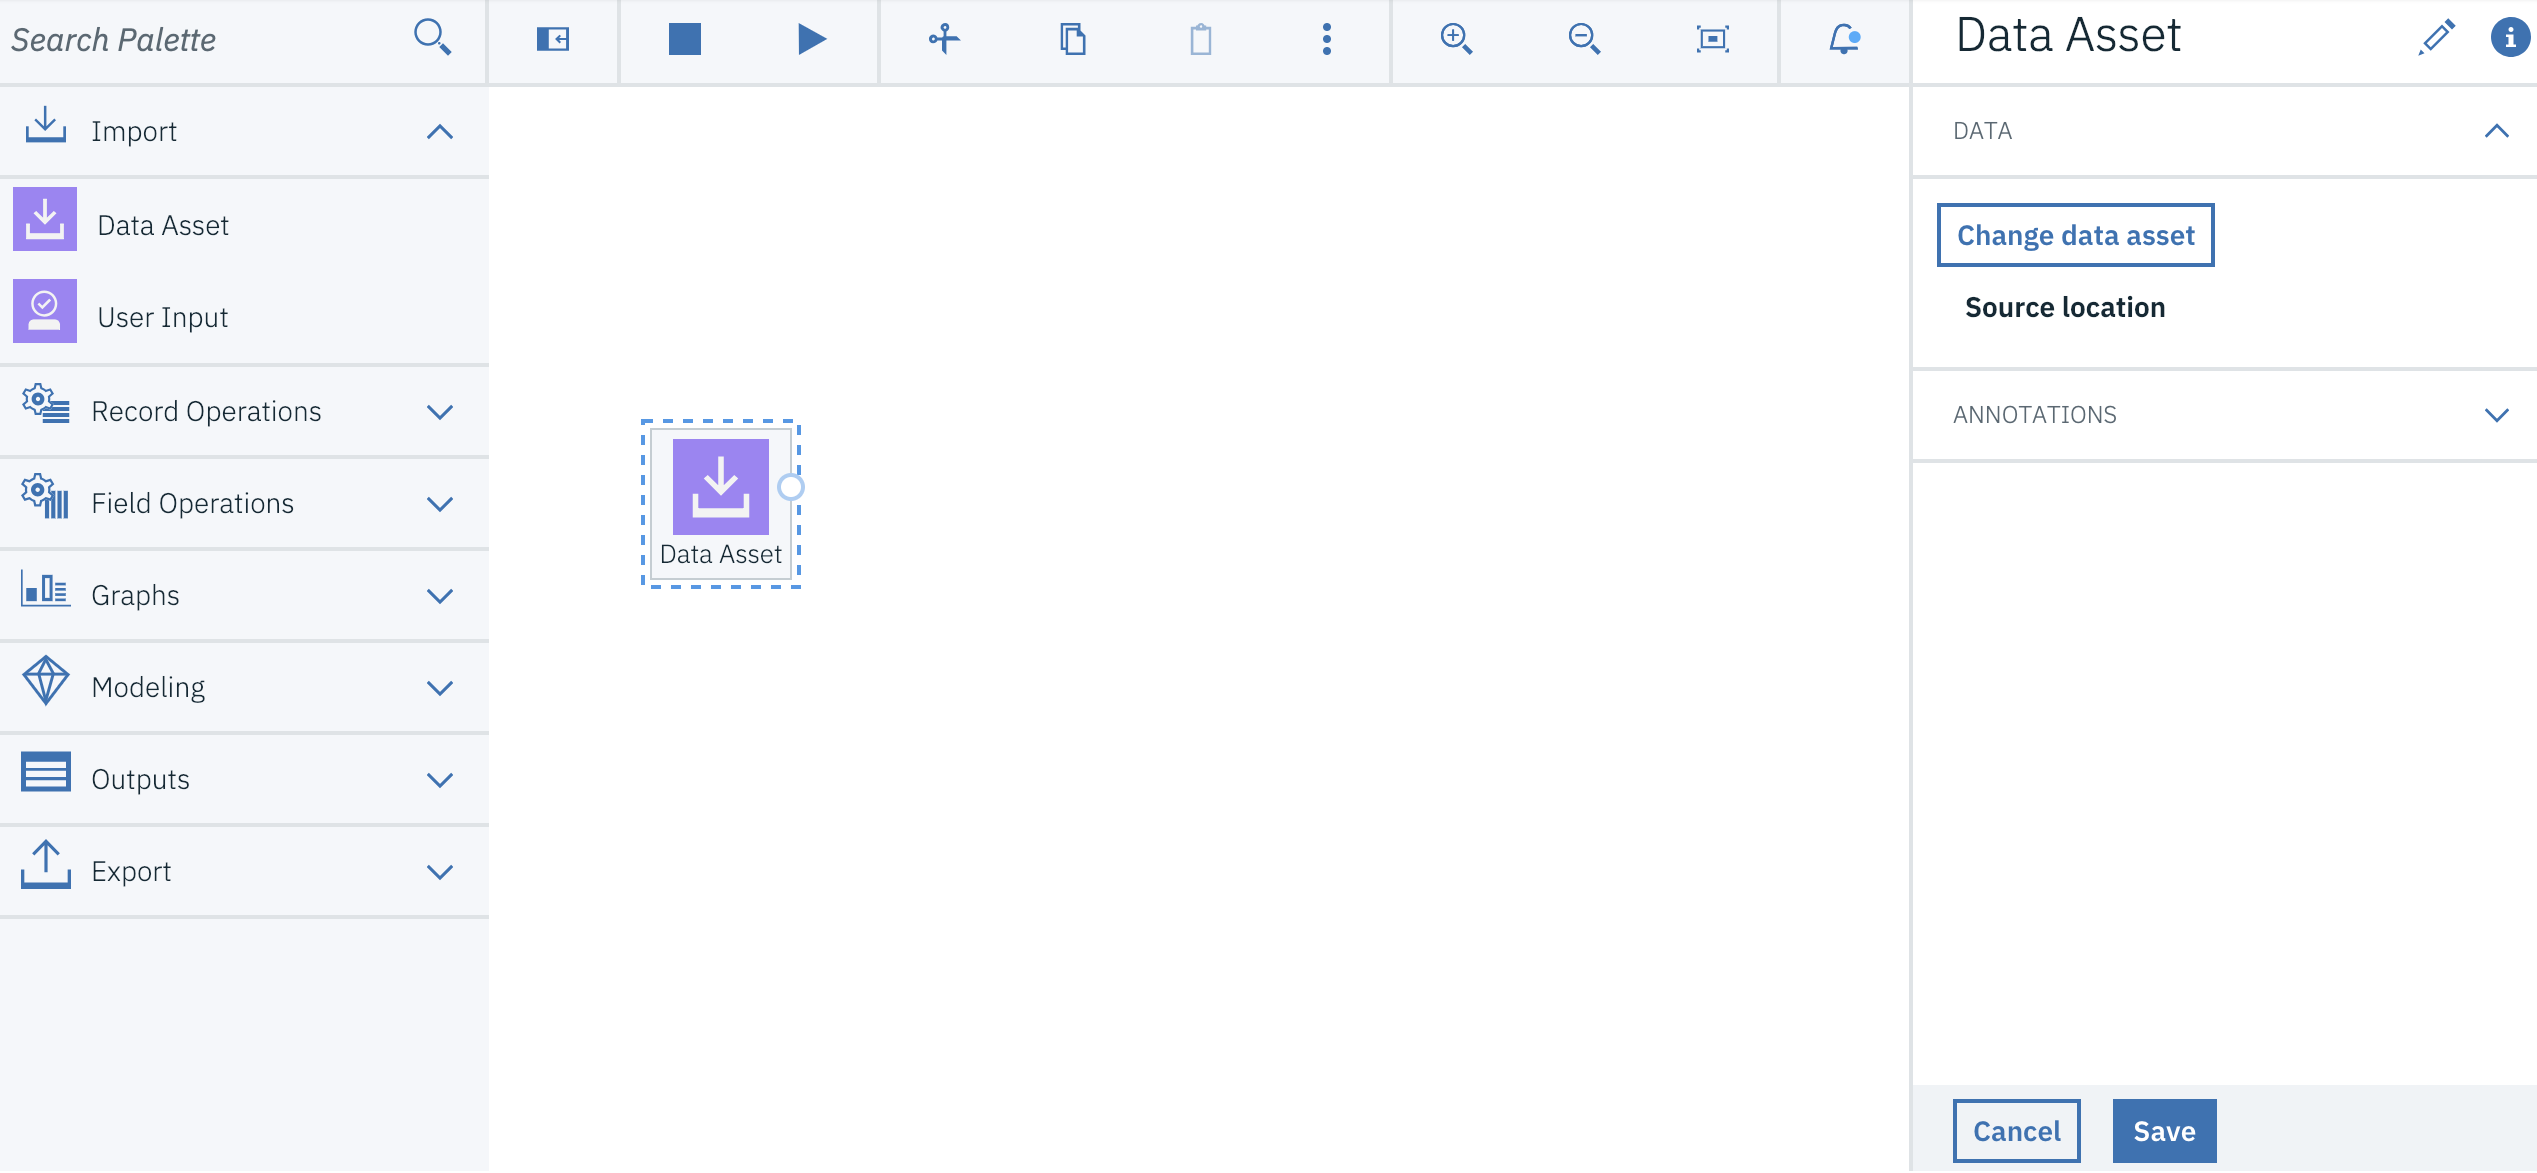 Search Palette
Import
Data Asset
User Input
Record Operations
Field Operations
Graphs
Modeling
Outputs
Export
Data Asset
Data Asset
DATA
Change data asset
Source location
ANNOTATIONS
Cancel
Save